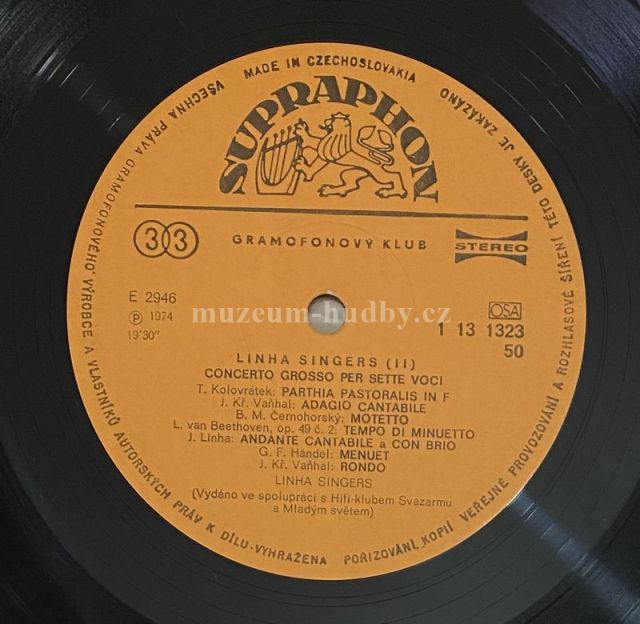 VŠECHNA PRÁVA GRAMOFONOVÉHO VÝROBCE A VLASTNÍKŮ AUTORSKÝCH PRÁV K DÍLU · VYHRAŽENA
MADE IN CZECHOSLOVAKIA
POŘIZOVÁNÍ KOPIÍ VEŘEJNÉ PROVOZOVÁNÍ A ROZHLASOVÉ ŠÍŘENÍ TÉTO DESKY JE ZAKÁZÁNO
SUPRAPHON
33
GRAMOFONOVÝ KLUB
STEREO
E 2946
OSA
Ⓟ 1974
muzeum-hudby.cz
1 13 1323
19'30"
50
LINHA SINGERS (II)
CONCERTO GROSSO PER SETTE VOCI
T. Kolovrátek: PARTHIA PASTORALIS IN F
J. Kř. Vaňhal: ADAGIO CANTABILE
B. M. Černohorský: MOTETTO
L. van Beethoven, op. 49 č. 2: TEMPO DI MINUETTO
J. Linha: ANDANTE CANTABILE a CON BRIO
G. F. Händel: MENUET
J. Kř. Vaňhal: RONDO
LINHA SINGERS
(Vydáno ve spolupráci s Hifi-klubem Svazarmu
a Mladým světem)